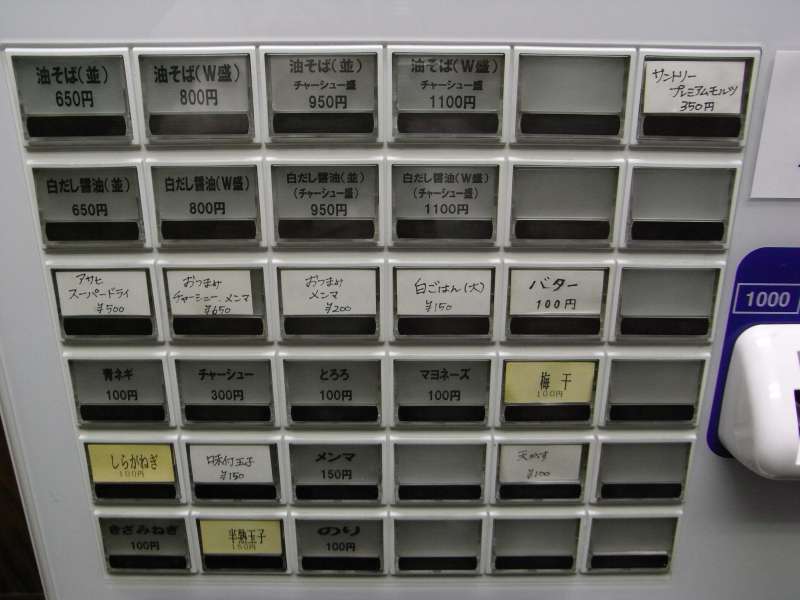 油そば(並)
650円
油そば(W盛)
800円
油そば(並)
チャーシュー盛
950円
油そば(W盛)
チャーシュー盛
1100円
サントリー
プレミアムモルツ
350円
白だし醤油(並)
650円
白だし醤油(W盛)
800円
白だし醤油(並)
(チャーシュー盛)
950円
白だし醤油(W盛)
(チャーシュー盛)
1100円
アサヒ
スーパードライ
¥500
おつまみ
チャーシュー、メンマ
¥650
おつまみ
メンマ
¥200
白ごはん(大)
¥150
バター
100円
1000
青ネギ
100円
チャーシュー
300円
とろろ
100円
マヨネーズ
100円
梅干
100円
しらがねぎ
100円
味付玉子
¥150
メンマ
150円
天かす
¥100
きざみねぎ
100円
半熟玉子
150円
のり
100円